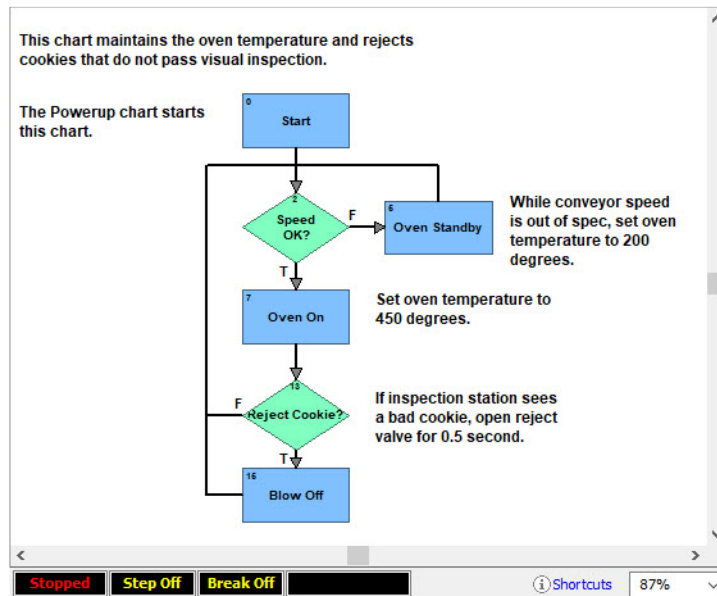 This chart maintains the oven temperature and rejects
cookies that do not pass visual inspection.
The Powerup chart starts
this chart.
0
Start
2
Speed
OK?
F
T
6
Oven Standby
While conveyor speed
is out of spec, set oven
temperature to 200
degrees.
7
Oven On
Set oven temperature to
450 degrees.
13
Reject Cookie?
F
T
If inspection station sees
a bad cookie, open reject
valve for 0.5 second.
15
Blow Off
Stopped
Step Off
Break Off
Shortcuts
87%